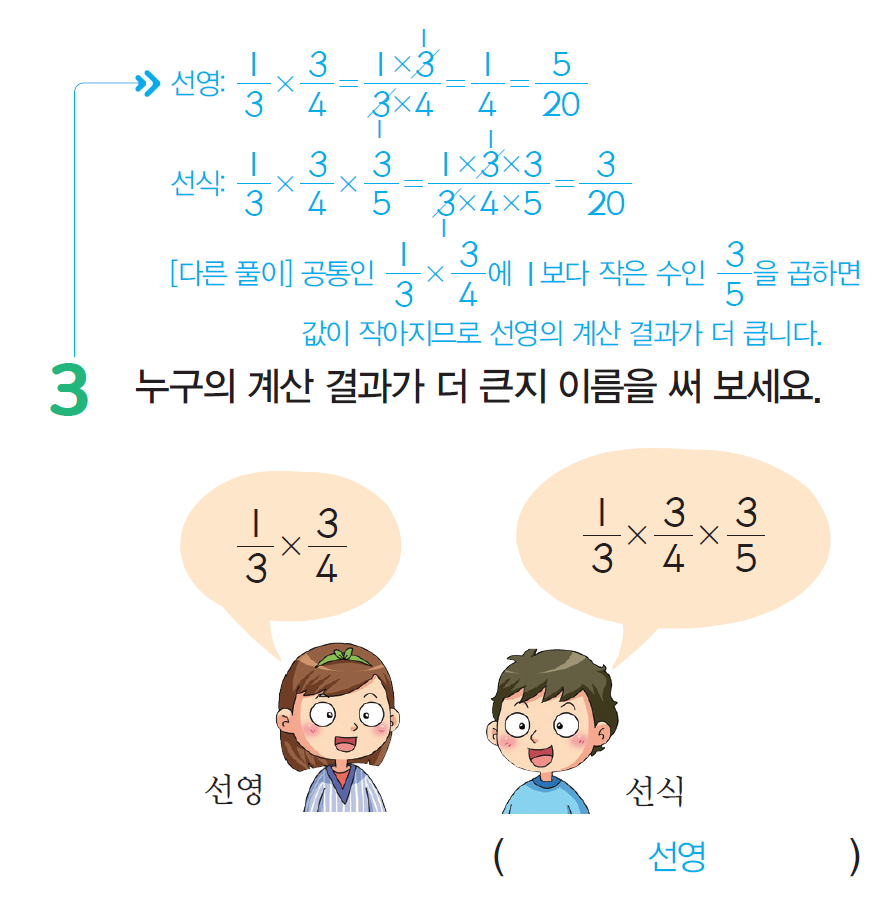 선영: 1/3 × 3/4 = 1×3/3×4 = 1/4 = 5/20
1
1
선식: 1/3 × 3/4 × 3/5 = 1×3×3/3×4×5 = 3/20
1
1
[다른 풀이] 공통인 1/3 × 3/4에 1보다 작은 수인 3/5을 곱하면
값이 작아지므로 선영의 계산 결과가 더 큽니다.
3 누구의 계산 결과가 더 큰지 이름을 써 보세요.
1/3 × 3/4
1/3 × 3/4 × 3/5
선영
선식
( 선영 )